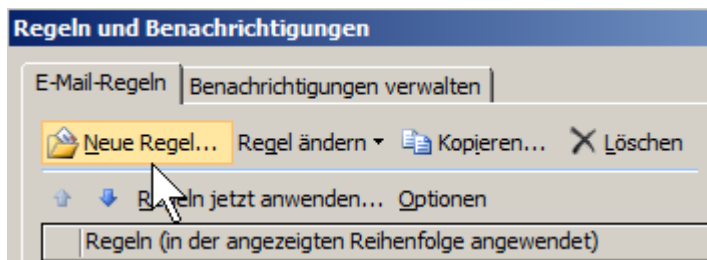 Regeln und Benachrichtigungen
E-Mail-Regeln Benachrichtigungen verwalten
Neue Regel... Regel ändern Kopieren... Löschen
Regeln jetzt anwenden... Optionen
Regeln (in der angezeigten Reihenfolge angewendet)